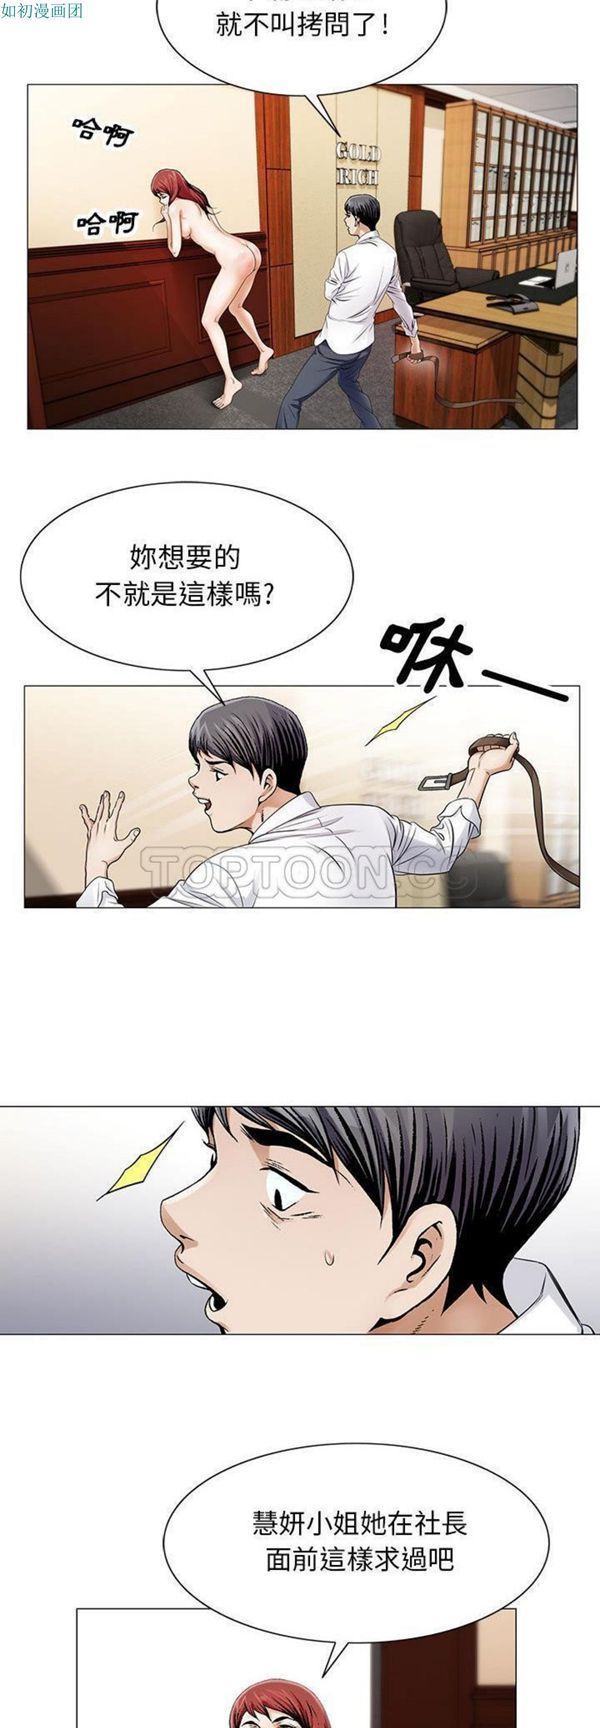 如初漫画团
就不叫拷問了!
哈啊
GOLD
RICH
哈啊
妳想要的
不就是這樣嗎?
咻—
TOPTOON.CC
慧妍小姐她在社長
面前這樣求過吧